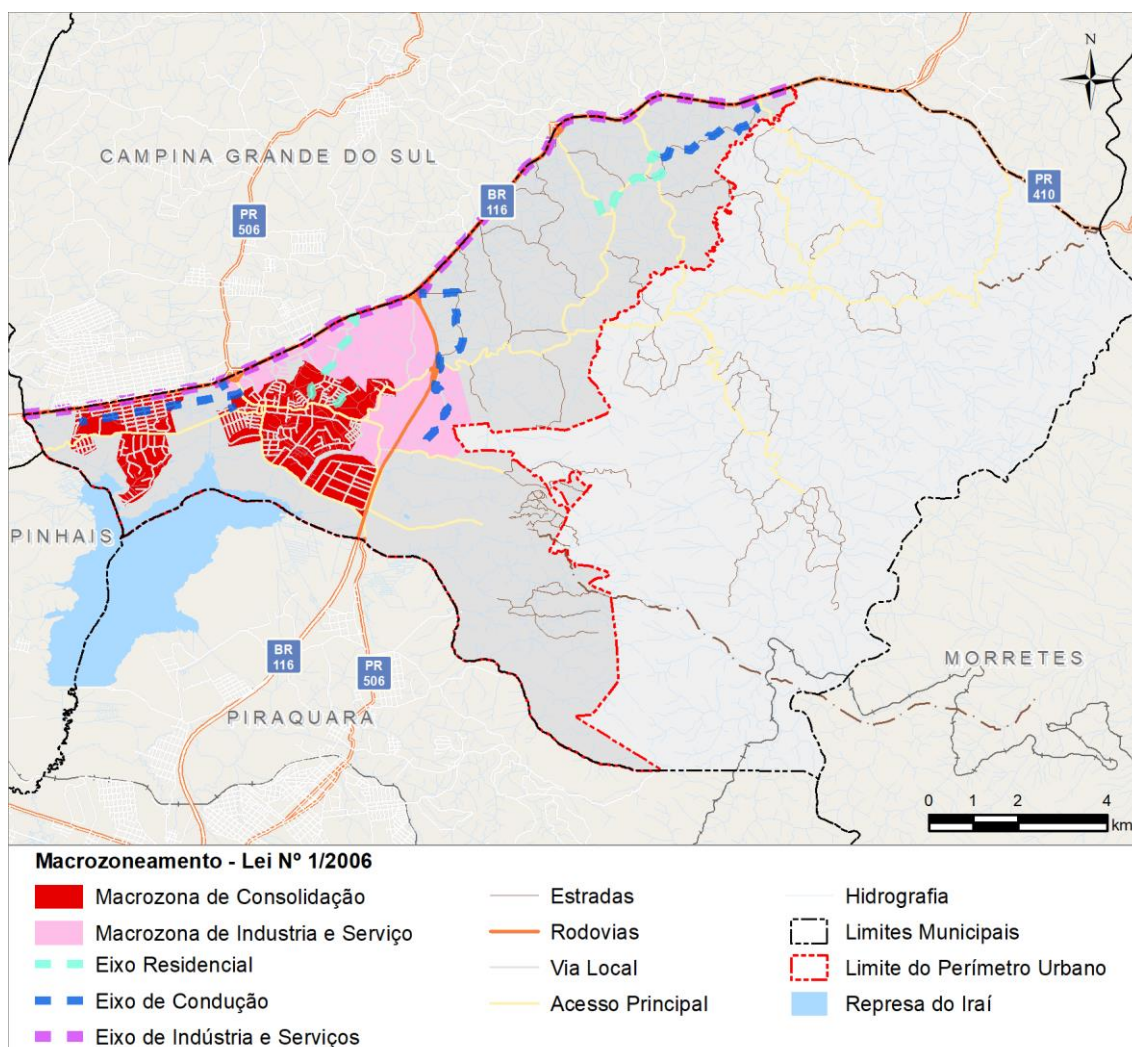 N
CAMPINA GRANDE DO SUL
PR
410
BR
116
PR
506
PINHAIS
BR
116
PR
506
MORRETES
PIRAQUARA
0 1 2 4
km
Macrozoneamento - Lei Nº 1/2006
Macrozona de Consolidação
Macrozona de Industria e Serviço
Eixo Residencial
Eixo de Condução
Eixo de Indústria e Serviços
Estradas
Rodovias
Via Local
Acesso Principal
Hidrografia
Limites Municipais
Limite do Perímetro Urbano
Represa do Iraí